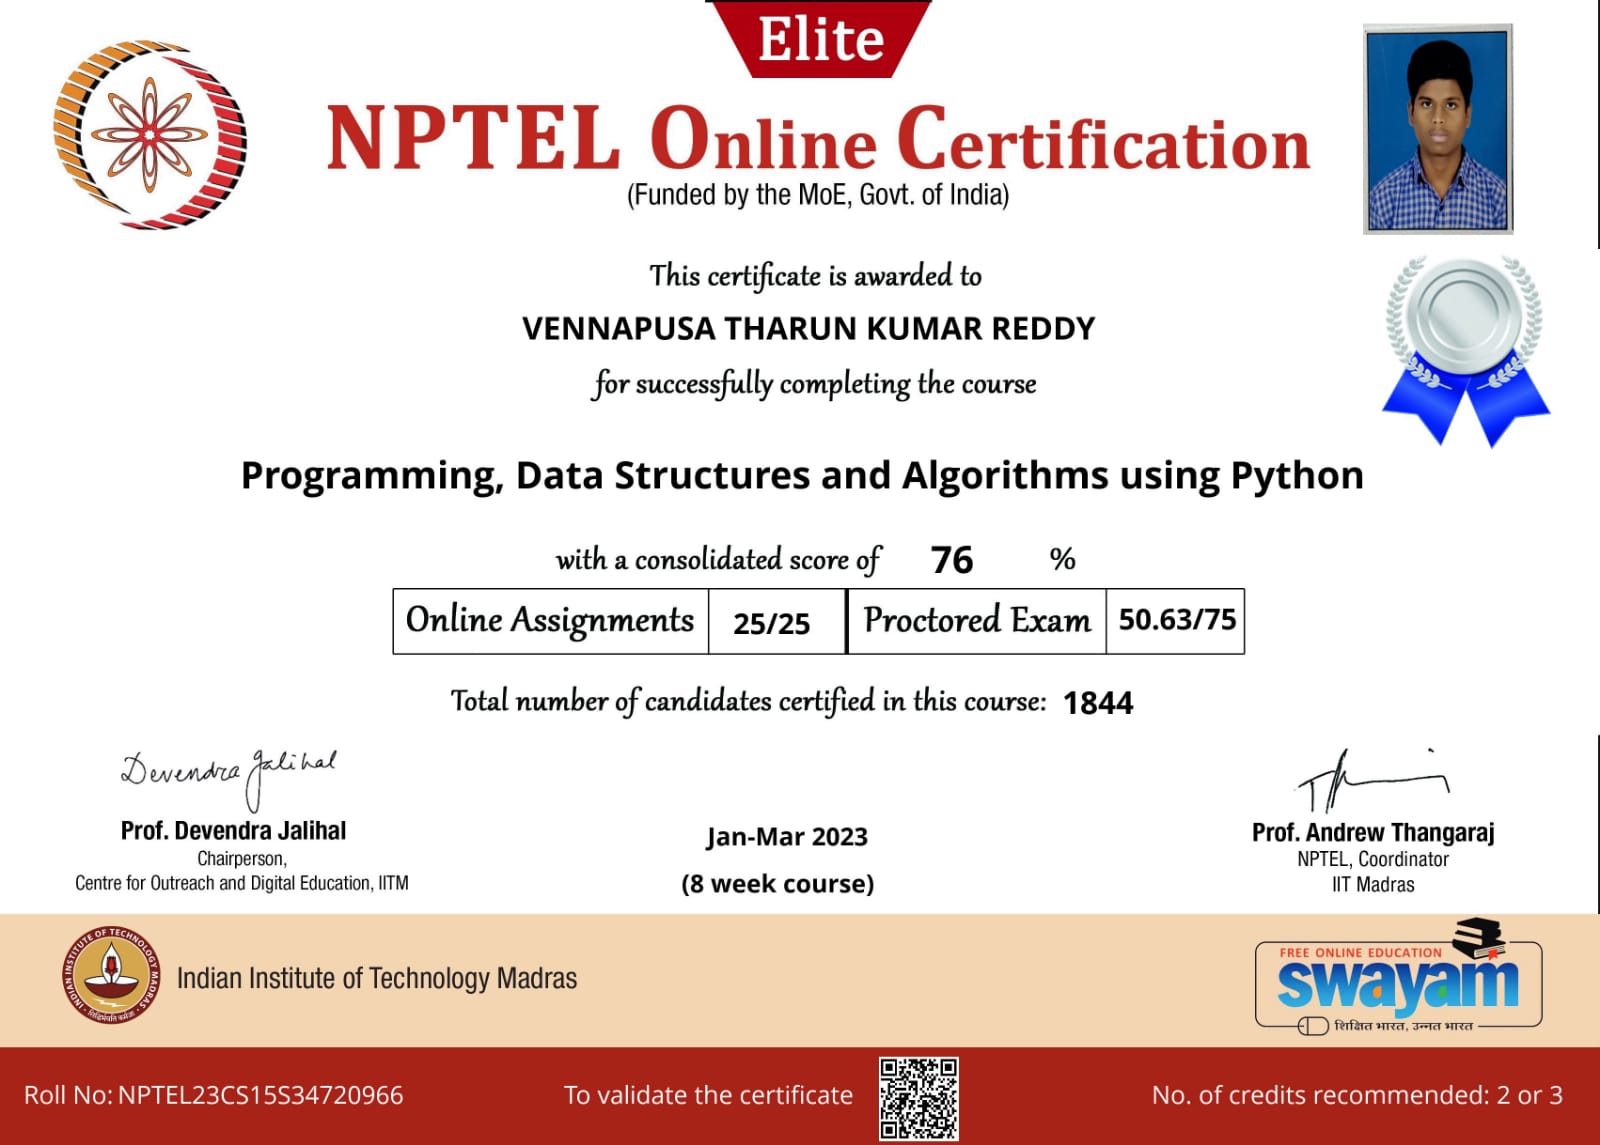 Elite
NPTEL Online Certification
(Funded by the MoE, Govt. of India)
This certificate is awarded to
VENNAPUSA THARUN KUMAR REDDY
for successfully completing the course
Programming, Data Structures and Algorithms using Python
with a consolidated score of 76 %
Online Assignments 25/25 Proctored Exam 50.63/75
Total number of candidates certified in this course: 1844
Devendra Jalihal
Prof. Devendra Jalihal
Chairperson,
Centre for Outreach and Digital Education, IITM
Jan-Mar 2023
(8 week course)
Prof. Andrew Thangaraj
NPTEL, Coordinator
IIT Madras
INDIAN INSTITUTE OF TECHNOLOGY MADRAS
सिद्धिर्भवति कर्मजा
Indian Institute of Technology Madras
FREE ONLINE EDUCATION
swayam
शिक्षित भारत, उन्नत भारत
Roll No: NPTEL23CS15S34720966
To validate the certificate
No. of credits recommended: 2 or 3